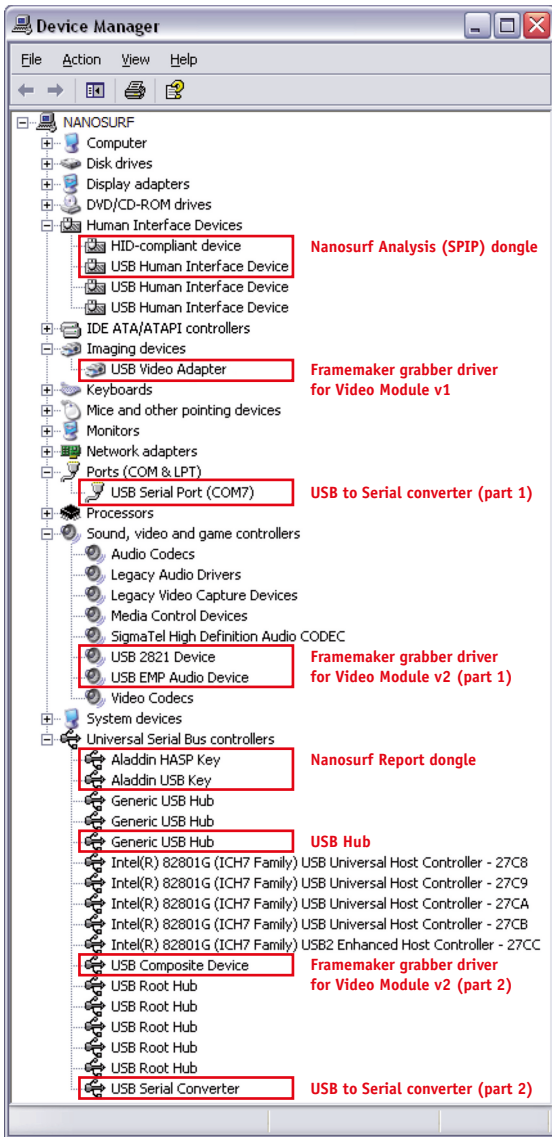 Device Manager
File Action View Help
NANOSURF
Computer
Disk drives
Display adapters
DVD/CD-ROM drives
Human Interface Devices
HID-compliant device Nanosurf Analysis (SPIP) dongle
USB Human Interface Device
USB Human Interface Device
USB Human Interface Device
IDE ATA/ATAPI controllers
Imaging devices
USB Video Adapter Framemaker grabber driver
for Video Module v1
Keyboards
Mice and other pointing devices
Monitors
Network adapters
Ports (COM & LPT)
USB Serial Port (COM7) USB to Serial converter (part 1)
Processors
Sound, video and game controllers
Audio Codecs
Legacy Audio Drivers
Legacy Video Capture Devices
Media Control Devices
SigmaTel High Definition Audio CODEC
USB 2821 Device Framemaker grabber driver
USB EMP Audio Device for Video Module v2 (part 1)
Video Codecs
System devices
Universal Serial Bus controllers
Aladdin HASP Key Nanosurf Report dongle
Aladdin USB Key
Generic USB Hub
Generic USB Hub
Generic USB Hub USB Hub
Intel(R) 82801G (ICH7 Family) USB Universal Host Controller - 27C8
Intel(R) 82801G (ICH7 Family) USB Universal Host Controller - 27C9
Intel(R) 82801G (ICH7 Family) USB Universal Host Controller - 27CA
Intel(R) 82801G (ICH7 Family) USB Universal Host Controller - 27CB
Intel(R) 82801G (ICH7 Family) USB2 Enhanced Host Controller - 27CC
USB Composite Device Framemaker grabber driver
USB Root Hub for Video Module v2 (part 2)
USB Root Hub
USB Root Hub
USB Root Hub
USB Root Hub
USB Serial Converter USB to Serial converter (part 2)